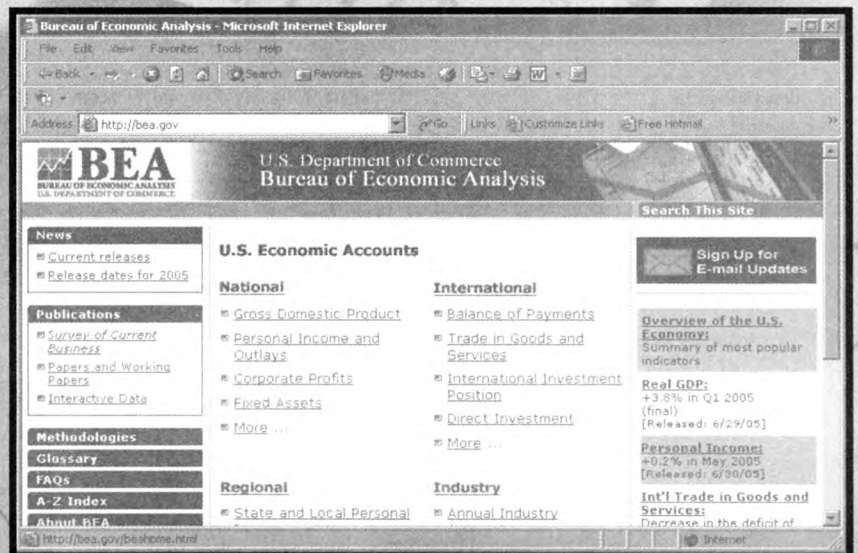 Bureau of Economic Analysis - Microsoft Internet Explorer
File Edit View Favorites Tools Help
Back Search Favorites Media
Address http://bea.gov Go Links Customize Links Free Hotmail
BEA
BUREAU OF ECONOMIC ANALYSIS
U.S. DEPARTMENT OF COMMERCE
U.S. Department of Commerce
Bureau of Economic Analysis
Search This Site
News
Current releases
Release dates for 2005
Publications
Survey of Current
Business
Papers and Working
Papers
Interactive Data
Methodologies
Glossary
FAQs
A-Z Index
About BEA
U.S. Economic Accounts
National
Gross Domestic Product
Personal Income and
Outlays
Corporate Profits
Fixed Assets
More ...
International
Balance of Payments
Trade in Goods and
Services
International Investment
Position
Direct Investment
More ...
Regional
State and Local Personal
Industry
Annual Industry
Sign Up for
E-mail Updates
Overview of the U.S.
Economy:
Summary of most popular
indicators
Real GDP:
+3.8% in Q1 2005
(final)
[Released: 6/29/05]
Personal Income:
+0.2% in May 2005
[Released: 6/30/05]
Int'l Trade in Goods and
Services:
Decrease in the deficit of
http://bea.gov/beahome.html Internet